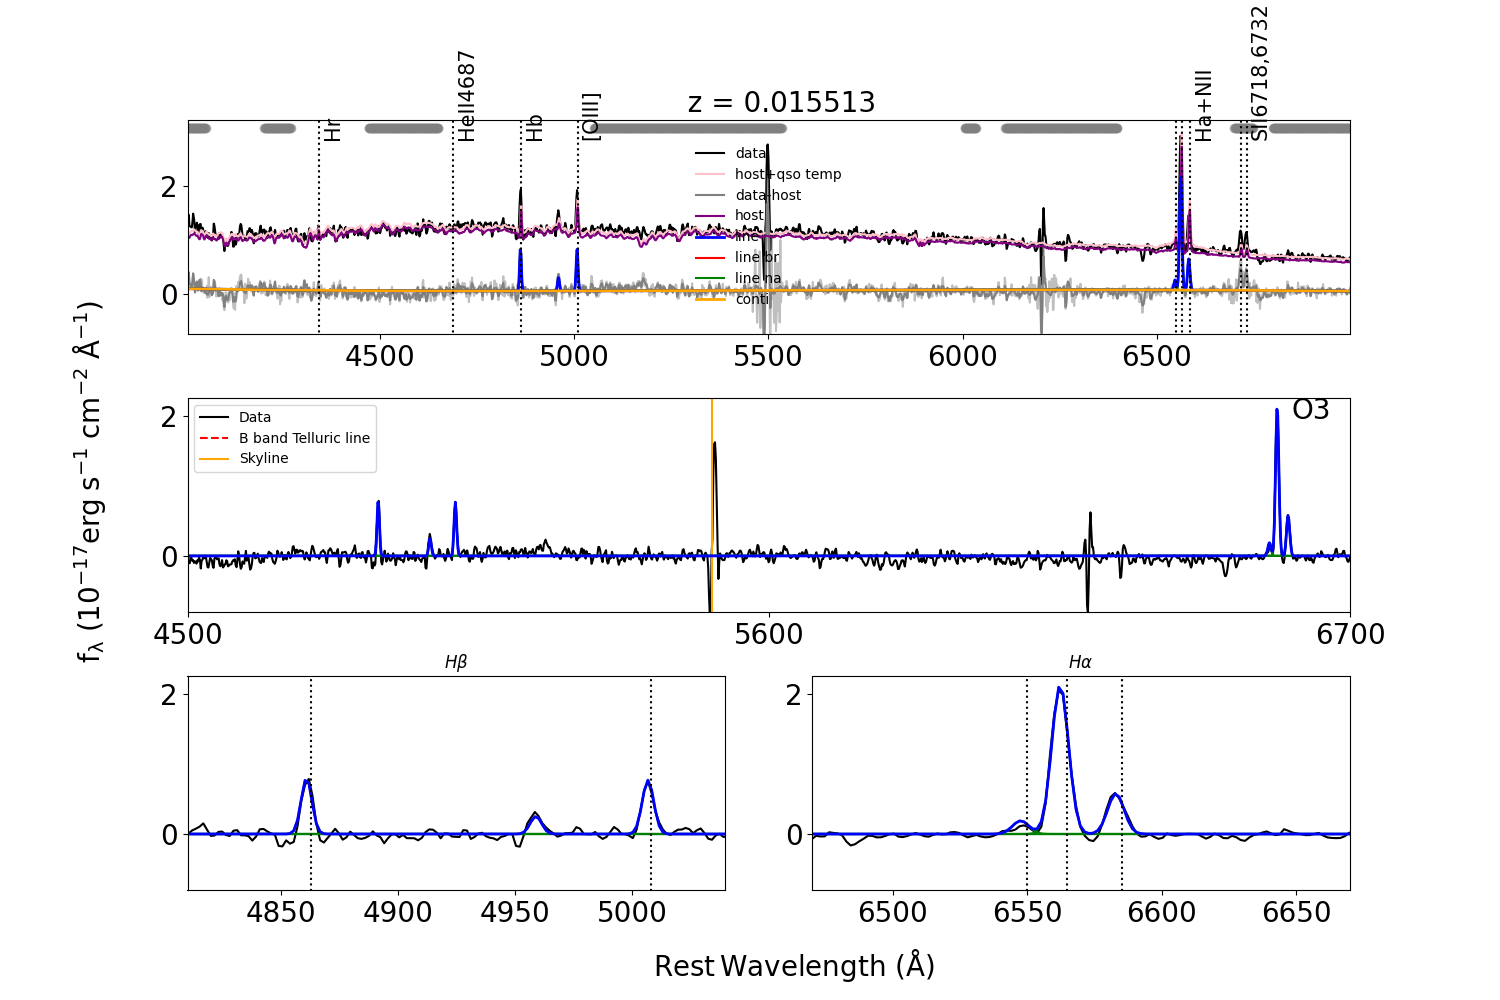 z = 0.015513
Hr
HeII4687
Hb
[OIII]
Ha+NII
SII6718,6732
data
host+qso temp
data-host
host
line
line br
line na
conti
2
0
4500
5000
5500
6000
6500
fλ (10⁻¹⁷erg s⁻¹ cm⁻² Å⁻¹)
Data
B band Telluric line
Skyline
O3
2
0
4500
5600
6700
Hβ
2
0
4850
4900
4950
5000
Hα
2
0
6500
6550
6600
6650
Rest Wavelength (Å)